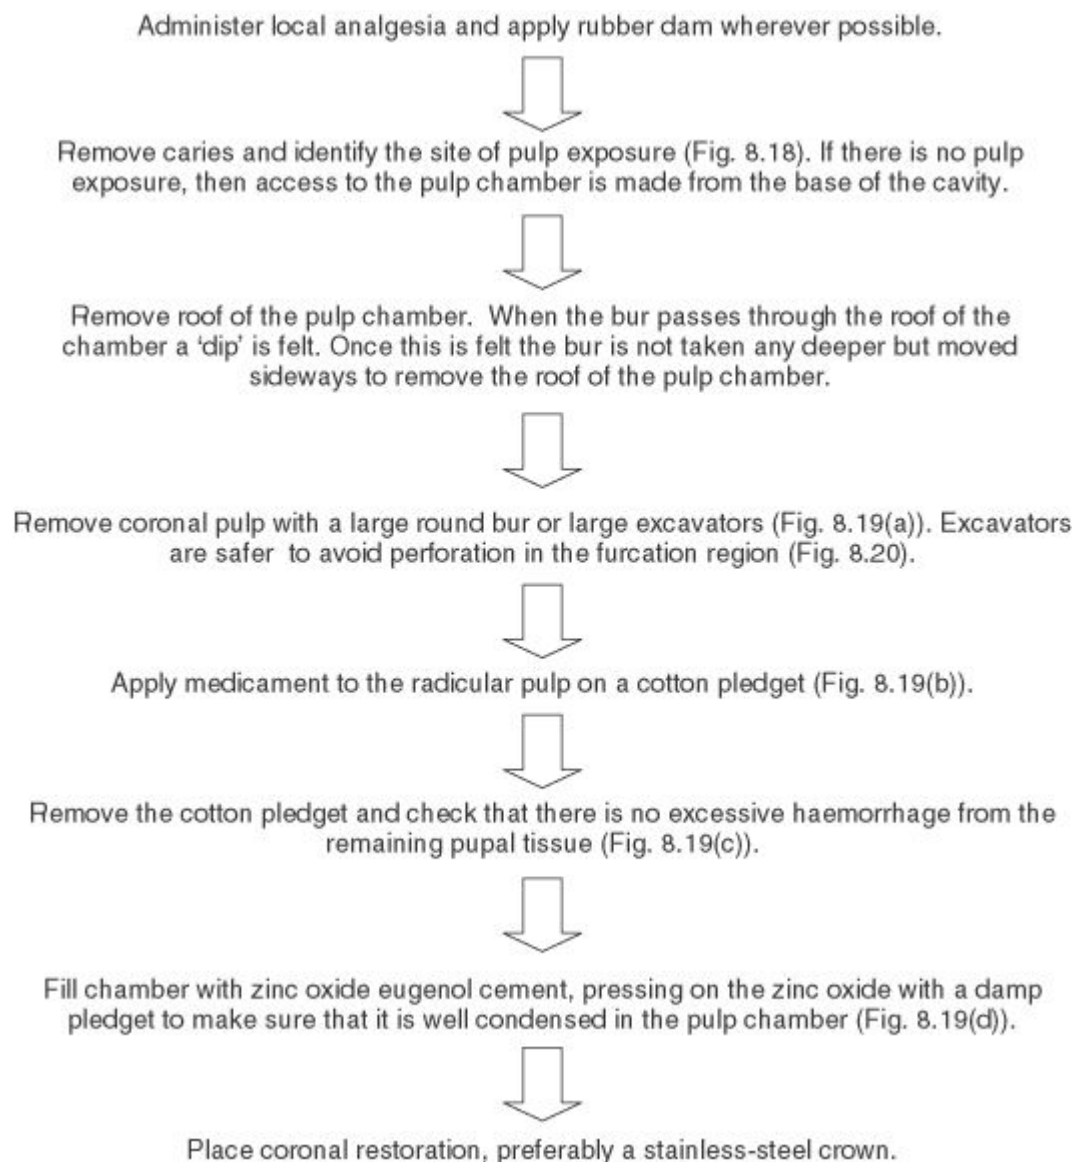 Administer local analgesia and apply rubber dam wherever possible.
Remove caries and identify the site of pulp exposure (Fig. 8.18). If there is no pulp
exposure, then access to the pulp chamber is made from the base of the cavity.
Remove roof of the pulp chamber. When the bur passes through the roof of the
chamber a ‘dip’ is felt. Once this is felt the bur is not taken any deeper but moved
sideways to remove the roof of the pulp chamber.
Remove coronal pulp with a large round bur or large excavators (Fig. 8.19(a)). Excavators
are safer to avoid perforation in the furcation region (Fig. 8.20).
Apply medicament to the radicular pulp on a cotton pledget (Fig. 8.19(b)).
Remove the cotton pledget and check that there is no excessive haemorrhage from the
remaining pupal tissue (Fig. 8.19(c)).
Fill chamber with zinc oxide eugenol cement, pressing on the zinc oxide with a damp
pledget to make sure that it is well condensed in the pulp chamber (Fig. 8.19(d)).
Place coronal restoration, preferably a stainless-steel crown.